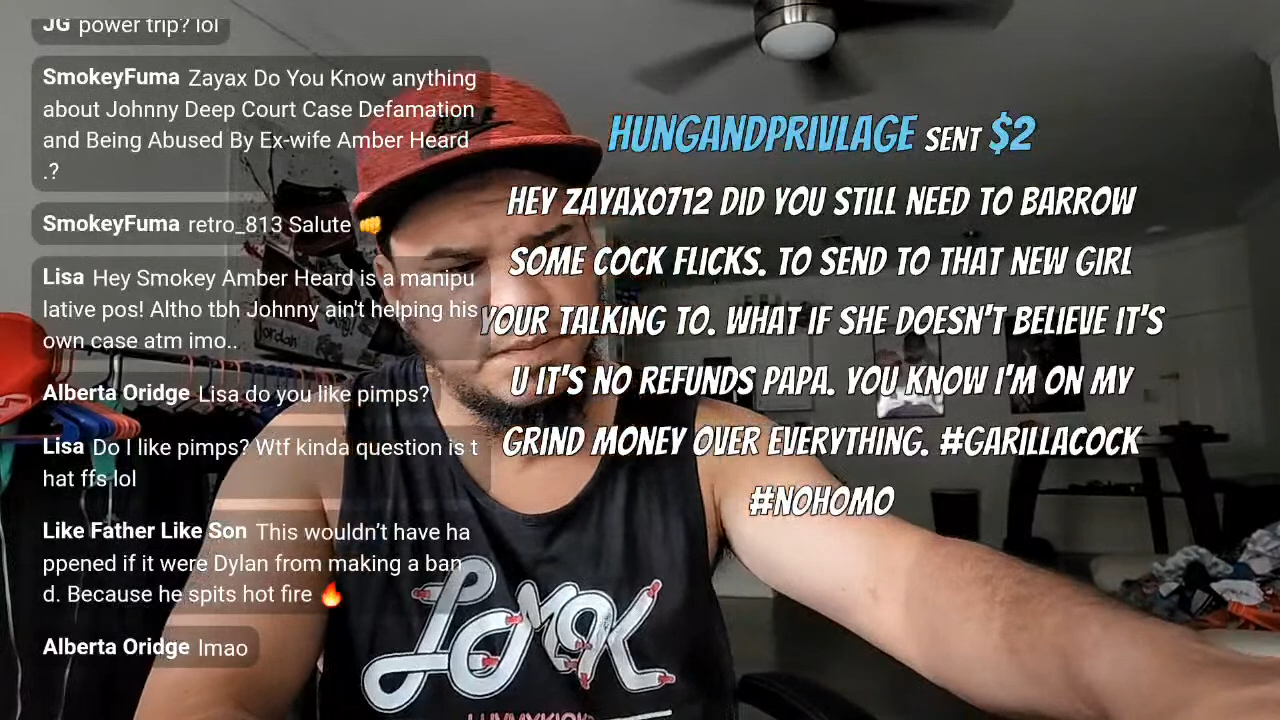 JG power trip? lol
SmokeyFuma Zayax Do You Know anything
about Johnny Deep Court Case Defamation
and Being Abused By Ex-wife Amber Heard
.?
SmokeyFuma retro_813 Salute 👊
Lisa Hey Smokey Amber Heard is a manipu
lative pos! Altho tbh Johnny ain't helping his
own case atm imo..
Alberta Oridge Lisa do you like pimps?
Lisa Do I like pimps? Wtf kinda question is t
hat ffs lol
Like Father Like Son This wouldn't have ha
ppened if it were Dylan from making a ban
d. Because he spits hot fire 🔥
Alberta Oridge lmao
HUNGANDPRIVLAGE SENT $2
HEY ZAYAX0712 DID YOU STILL NEED TO BARROW
SOME COCK FLICKS. TO SEND TO THAT NEW GIRL
YOUR TALKING TO. WHAT IF SHE DOESN'T BELIEVE IT'S
U IT'S NO REFUNDS PAPA. YOU KNOW I'M ON MY
GRIND MONEY OVER EVERYTHING. #GARILLACOCK
#NOHOMO
Jordan